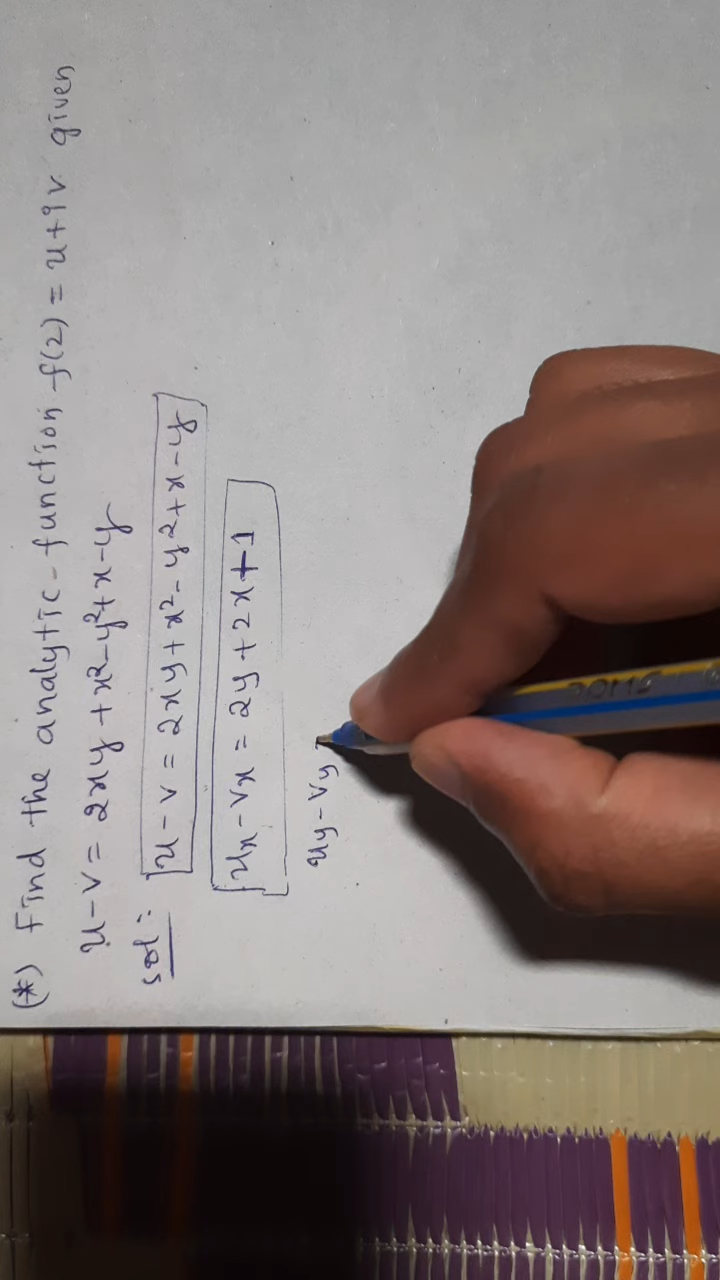 (*) Find the analytic-function f(z) = u+iv given
u-v = 2xy + x²-y²+x-y
sol: u - v = 2xy + x² - y² + x - y
ux - vx = 2y + 2x + 1
uy - vy